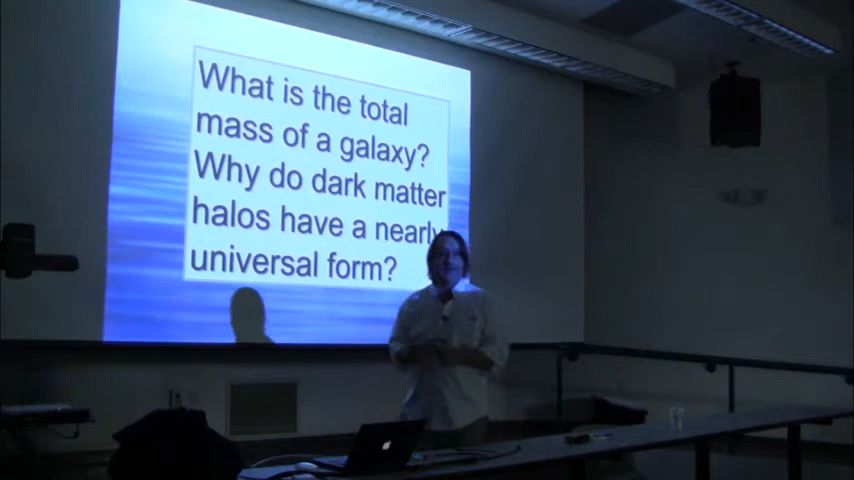 What is the total
mass of a galaxy?
Why do dark matter
halos have a nearly
universal form?